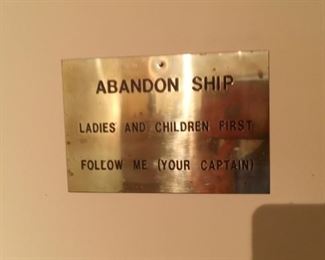 ABANDON SHIP
LADIES AND CHILDREN FIRST
FOLLOW ME (YOUR CAPTAIN)